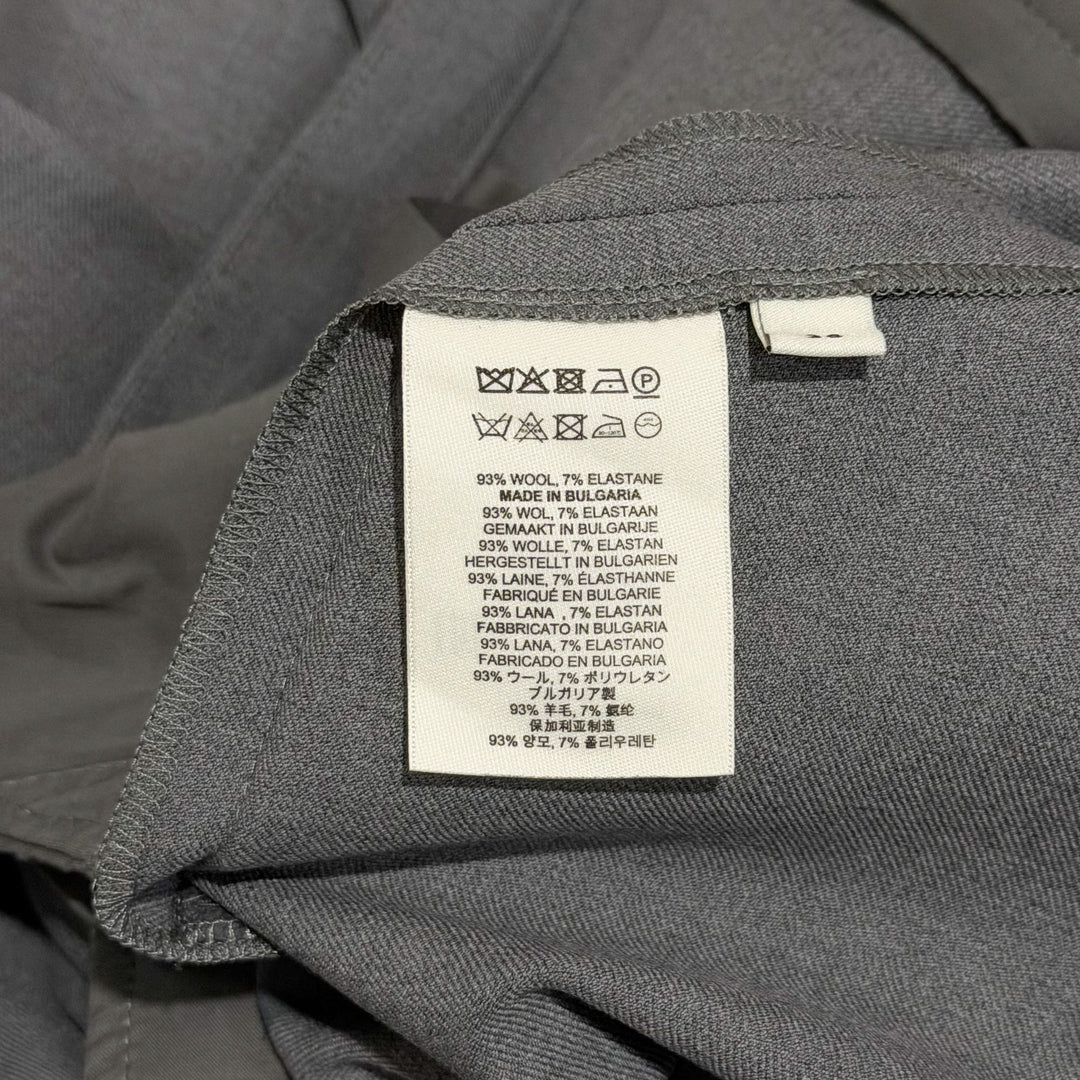 P
93% WOOL, 7% ELASTANE
MADE IN BULGARIA
93% WOL, 7% ELASTAAN
GEMAAKT IN BULGARIJE
93% WOLLE, 7% ELASTAN
HERGESTELLT IN BULGARIEN
93% LAINE, 7% ÉLASTHANNE
FABRIQUÉ EN BULGARIE
93% LANA , 7% ELASTAN
FABBRICATO IN BULGARIA
93% LANA, 7% ELASTANO
FABRICADO EN BULGARIA
93% ウール, 7% ポリウレタン
ブルガリア製
93% 羊毛, 7% 氨纶
保加利亚制造
93% 양모, 7% 폴리우레탄